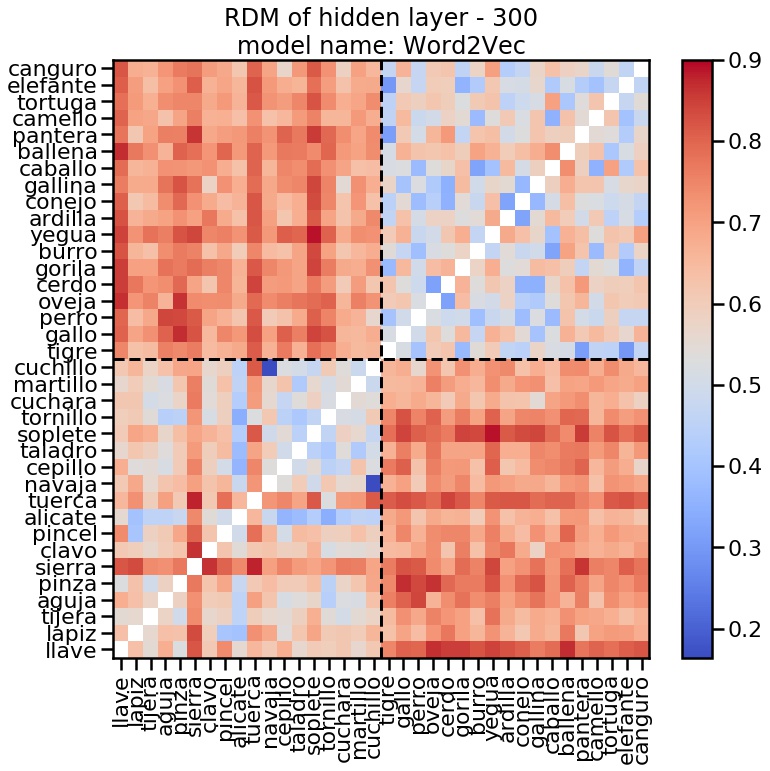 RDM of hidden layer - 300
model name: Word2Vec
canguro
elefante
tortuga
camello
pantera
ballena
caballo
gallina
conejo
ardilla
yegua
burro
gorila
cerdo
oveja
perro
gallo
tigre
cuchillo
martillo
cuchara
tornillo
soplete
taladro
cepillo
navaja
tuerca
alicate
pincel
clavo
sierra
pinza
aguja
tijera
lapiz
llave
0.9
0.8
0.7
0.6
0.5
0.4
0.3
0.2
llave
lapiz
tijera
aguja
pinza
sierra
clavo
pincel
alicate
tuerca
navaja
cepillo
taladro
soplete
tornillo
cuchara
martillo
cuchillo
tigre
gallo
perro
oveja
cerdo
gorila
burro
yegua
ardilla
conejo
gallina
caballo
ballena
pantera
camello
tortuga
elefante
canguro